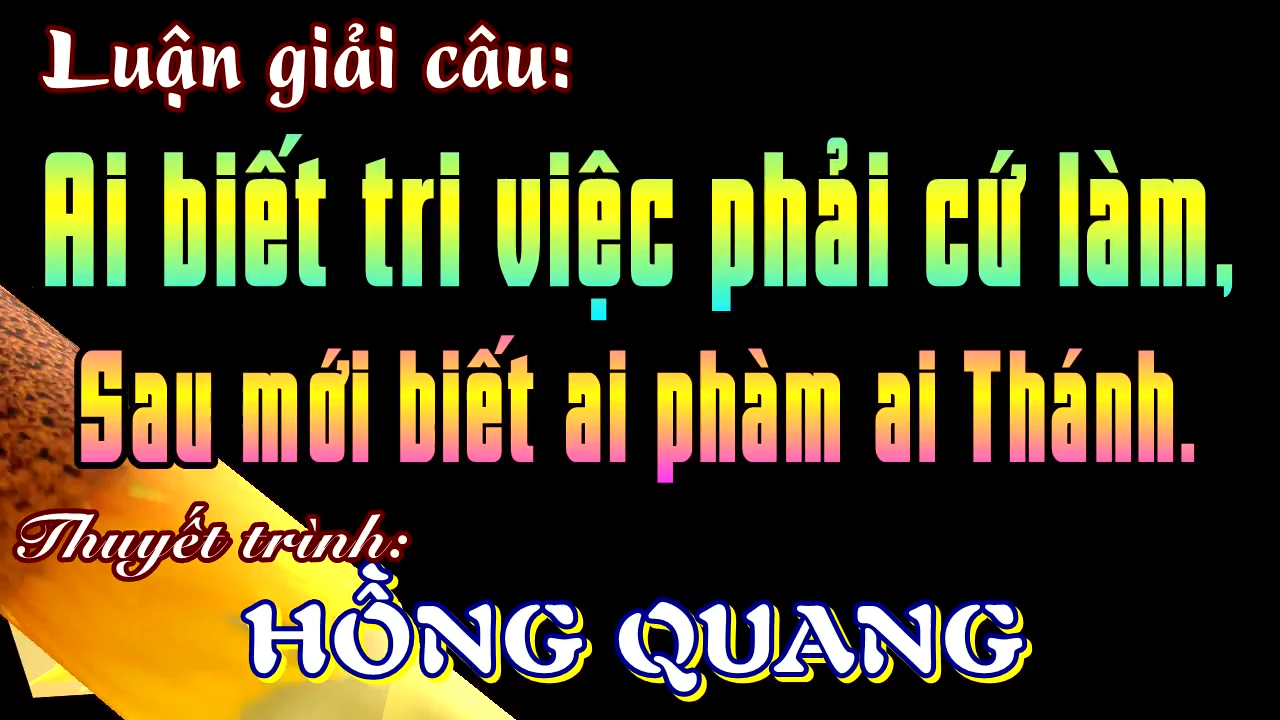 Luận giải câu:
Ai biết tri việc phải cứ làm,
Sau mới biết ai phàm ai Thánh.
Thuyết trình:
HỒNG QUANG